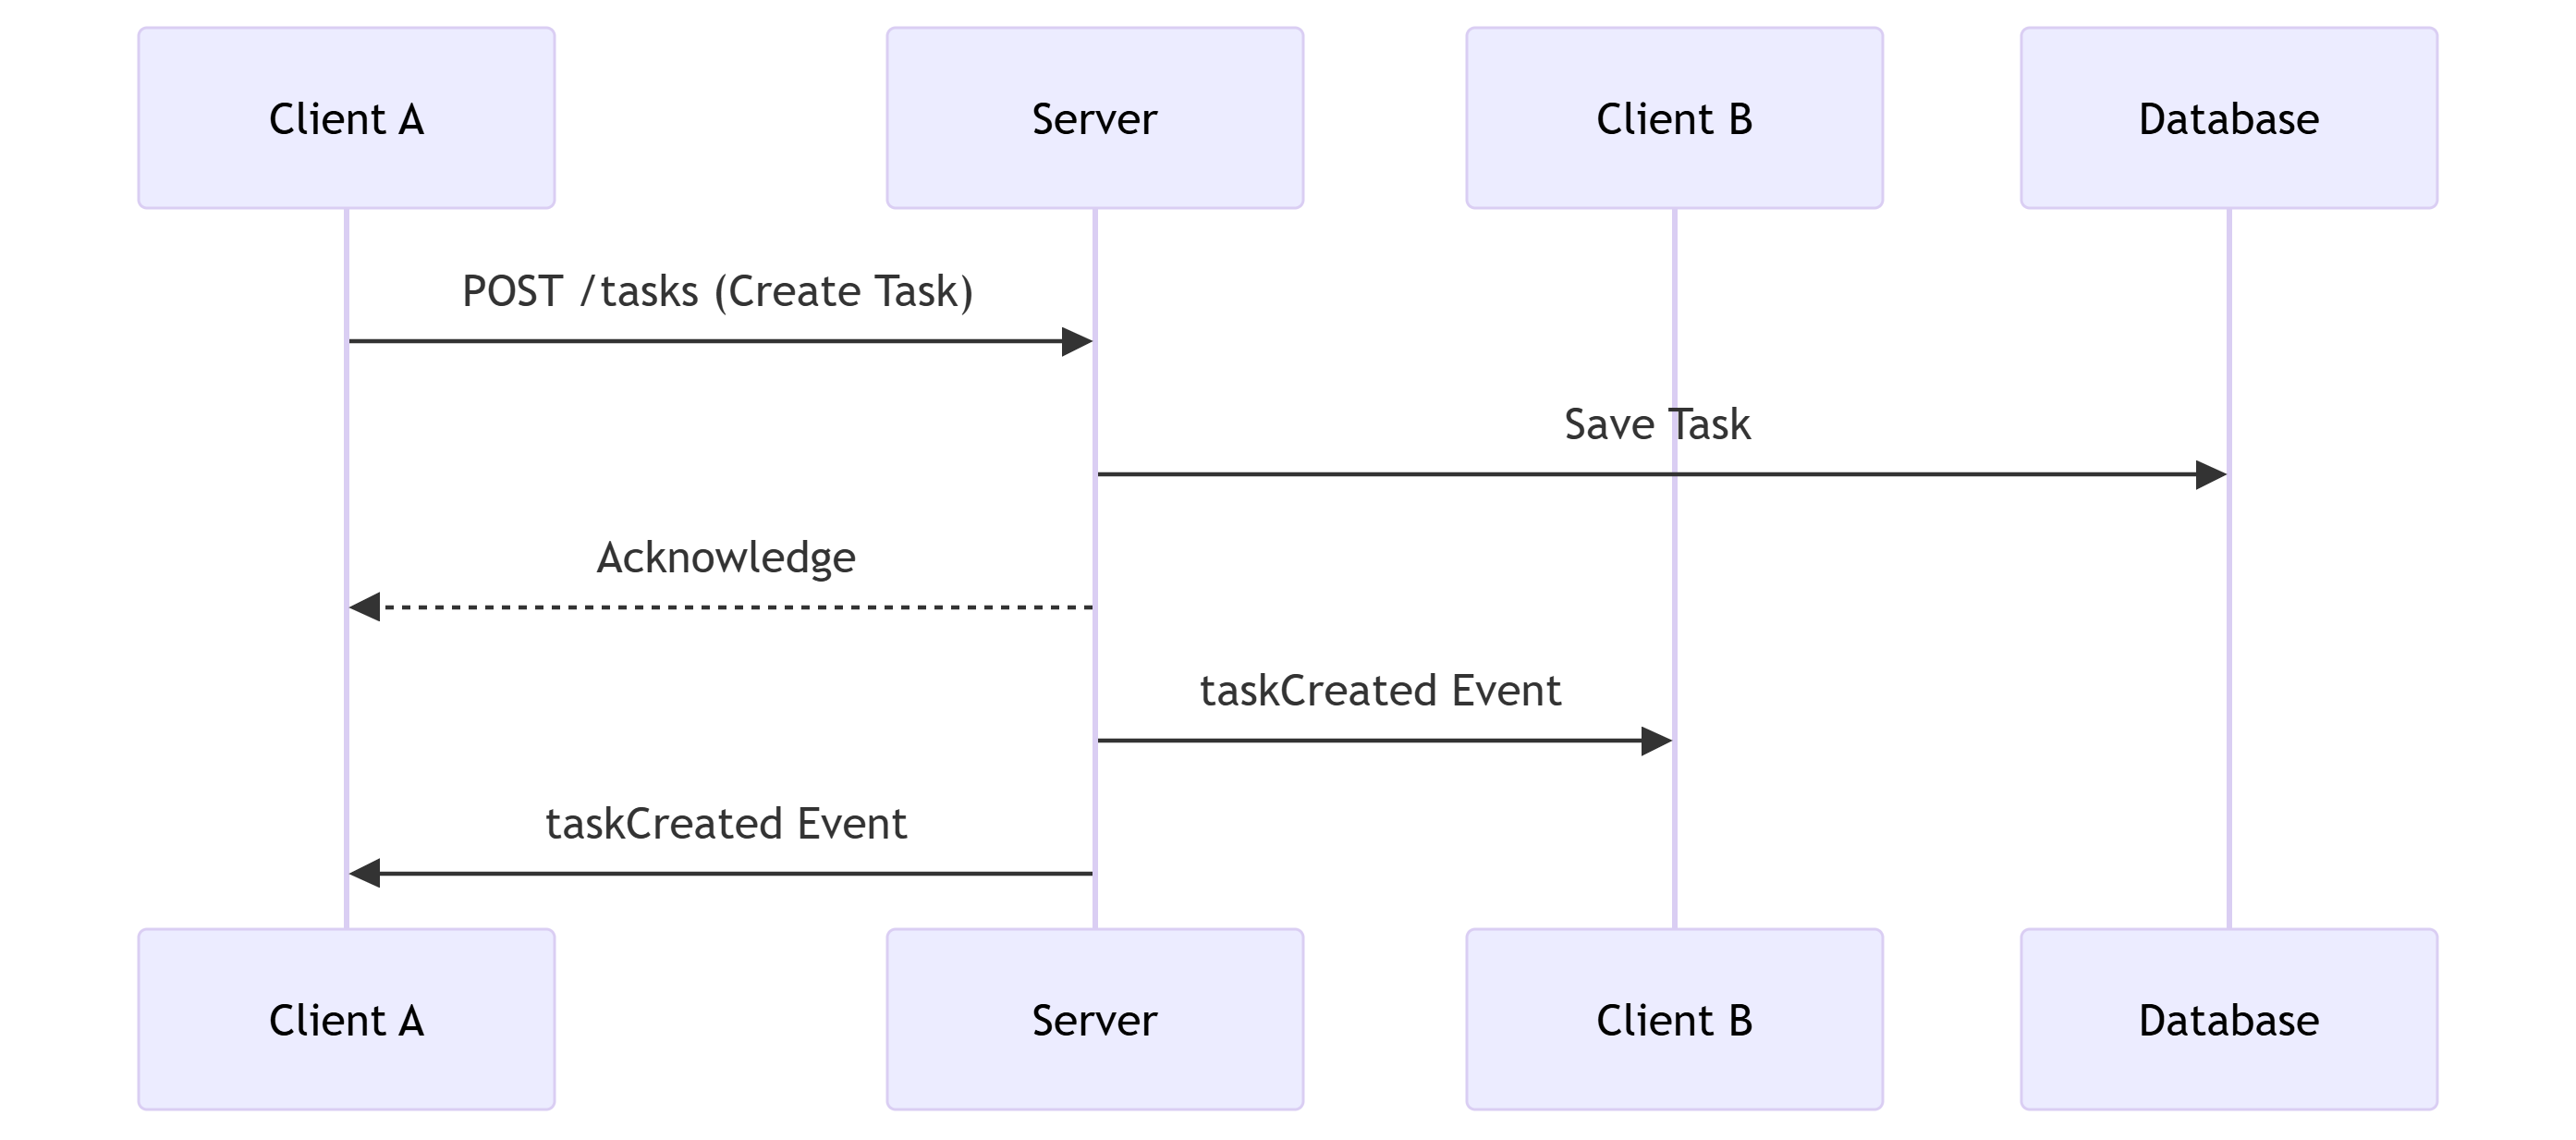 Client A
Server
Client B
Database
POST /tasks (Create Task)
Save Task
Acknowledge
taskCreated Event
taskCreated Event
Client A
Server
Client B
Database